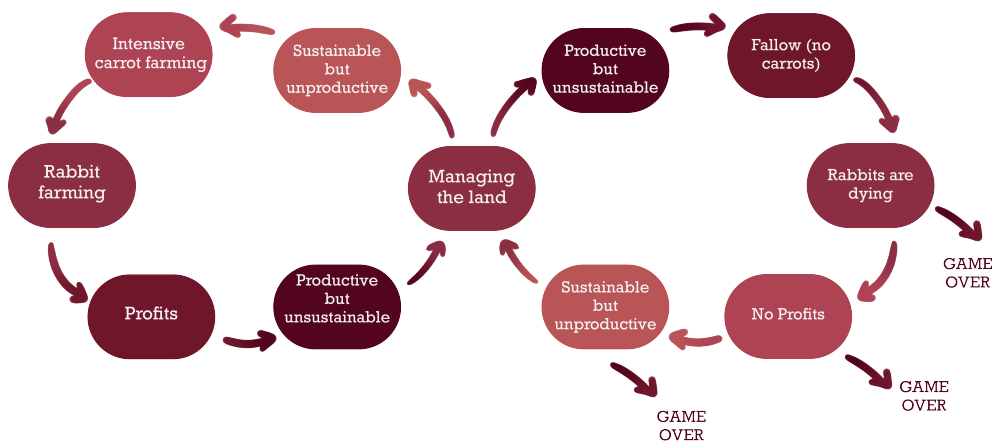 Intensive
carrot farming
Sustainable
but
unproductive
Productive
but
unsustainable
Fallow (no
carrots)
Rabbit
farming
Managing
the land
Rabbits are
dying
GAME
OVER
Profits
Productive
but
unsustainable
Sustainable
but
unproductive
No Profits
GAME
OVER
GAME
OVER